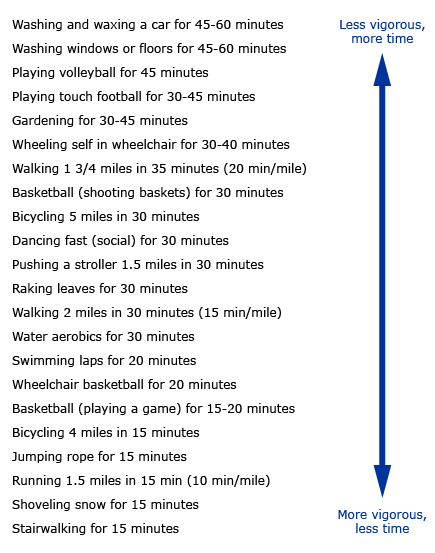 Washing and waxing a car for 45-60 minutes
Washing windows or floors for 45-60 minutes
Playing volleyball for 45 minutes
Playing touch football for 30-45 minutes
Gardening for 30-45 minutes
Wheeling self in wheelchair for 30-40 minutes
Walking 1 3/4 miles in 35 minutes (20 min/mile)
Basketball (shooting baskets) for 30 minutes
Bicycling 5 miles in 30 minutes
Dancing fast (social) for 30 minutes
Pushing a stroller 1.5 miles in 30 minutes
Raking leaves for 30 minutes
Walking 2 miles in 30 minutes (15 min/mile)
Water aerobics for 30 minutes
Swimming laps for 20 minutes
Wheelchair basketball for 20 minutes
Basketball (playing a game) for 15-20 minutes
Bicycling 4 miles in 15 minutes
Jumping rope for 15 minutes
Running 1.5 miles in 15 min (10 min/mile)
Shoveling snow for 15 minutes
Stairwalking for 15 minutes
Less vigorous,
more time
More vigorous,
less time